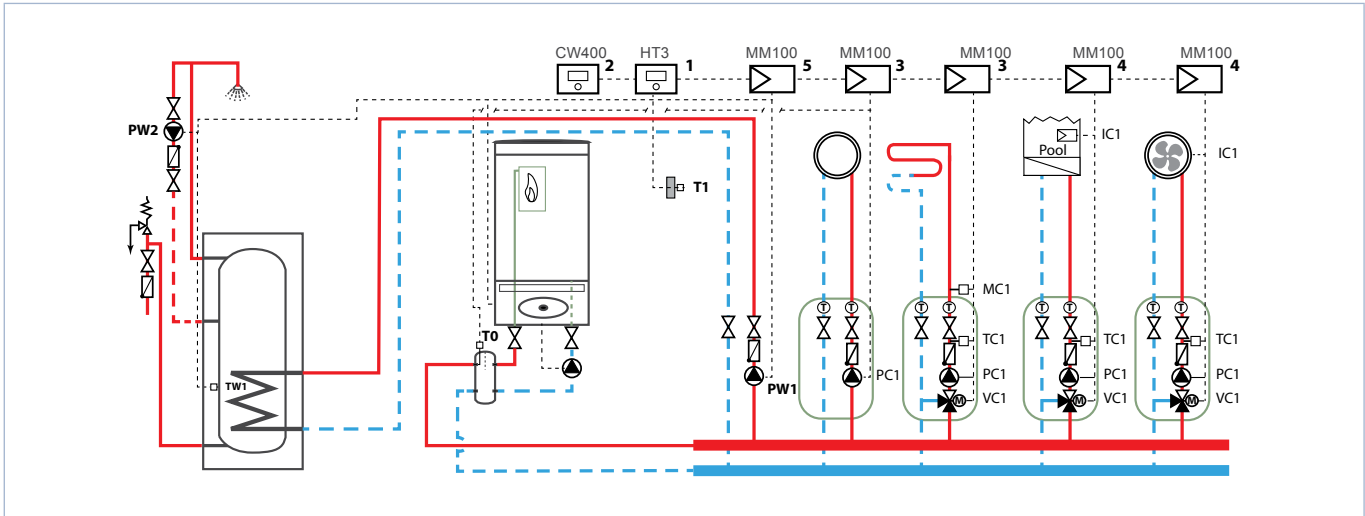 CW400 HT3 MM100 MM100 MM100 MM100 MM100
2 1 5 3 3 4 4
PW2 IC1 IC1
Pool
T1
MC1
T0 TC1 TC1 TC1
TW1 PW1 PC1 PC1 PC1 PC1
VC1 VC1 VC1
T T T T T T T T
M M M